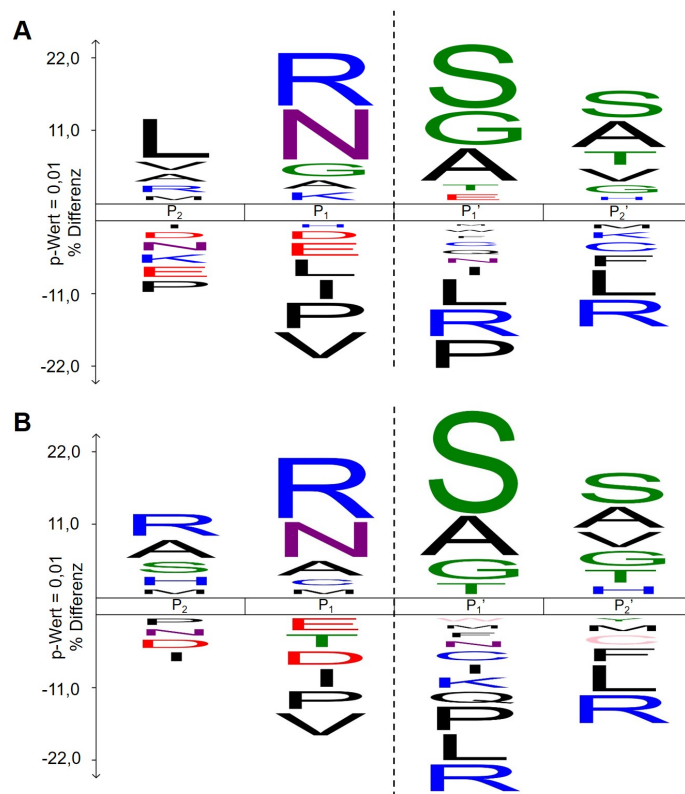 A
22,0
11,0
-11,0
-22,0
p-Wert = 0,01
% Differenz
L
V
A
R
M
R
N
G
A
K
S
G
A
T
E
S
A
T
V
G
H
P₂
P₁
P₁'
P₂'
I
D
N
K
E
P
H
D
E
L
I
P
V
N
I
L
R
P
K
F
L
R
B
22,0
11,0
-11,0
-22,0
p-Wert = 0,01
% Differenz
R
A
S
H
M
R
N
A
M
S
A
G
T
S
A
V
G
T
H
P₂
P₁
P₁'
P₂'
P
N
D
I
E
T
D
I
P
V
M
F
N
I
K
Q
P
L
R
Y
M
C
F
L
R